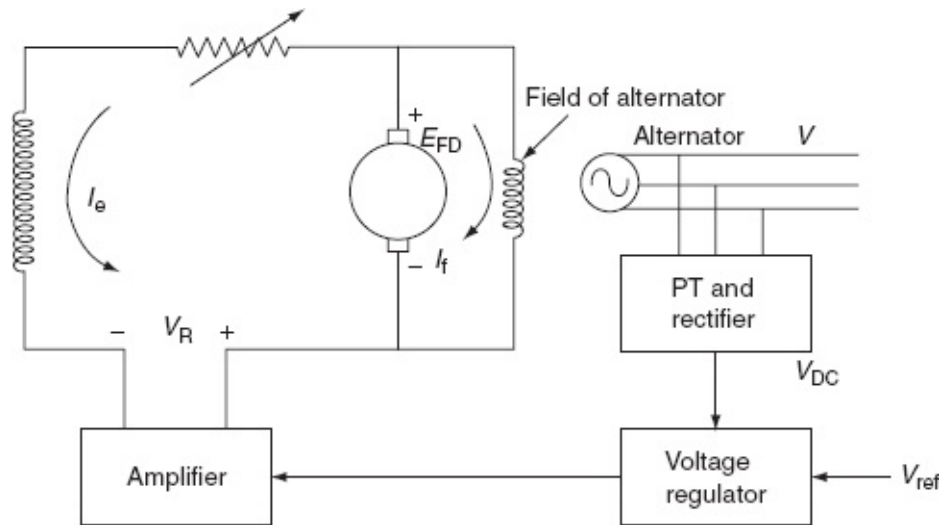 Field of alternator
+
E_FD
Alternator
V
I_e
−
I_f
PT and
rectifier
−
V_R
+
V_DC
Amplifier
Voltage
regulator
V_ref